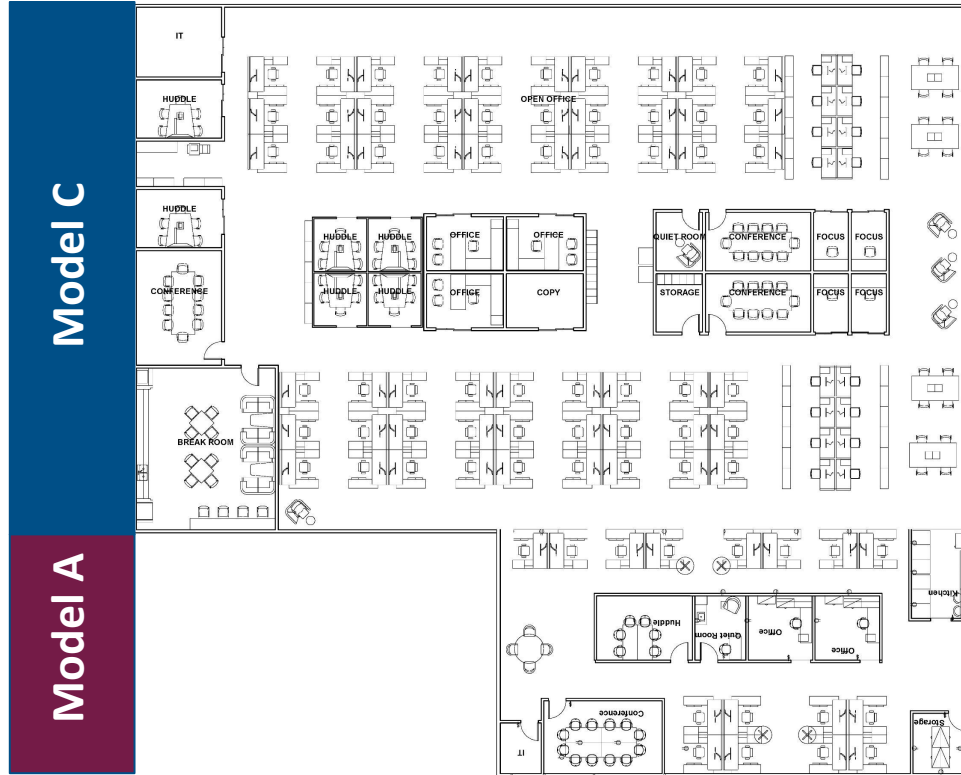 Model C
IT
HUDDLE
OPEN OFFICE
HUDDLE
HUDDLE
HUDDLE
OFFICE
OFFICE
QUIET ROOM
CONFERENCE
FOCUS
FOCUS
CONFERENCE
HUDDLE
HUDDLE
OFFICE
COPY
STORAGE
CONFERENCE
FOCUS
FOCUS
BREAK ROOM
Model A
Kitchen
Huddle
Quiet Room
Office
Office
Conference
Storage
IT